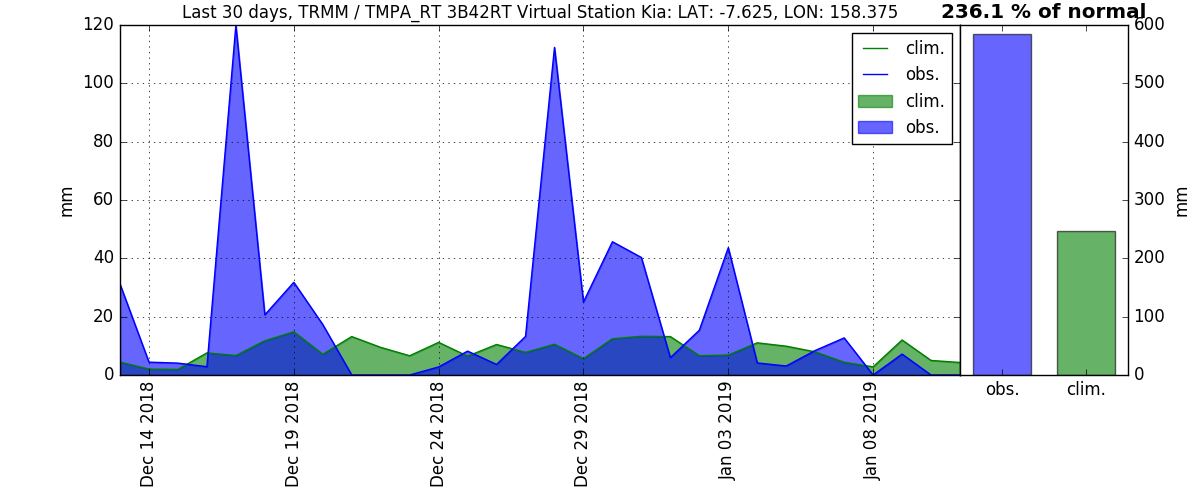 Last 30 days, TRMM / TMPA_RT 3B42RT Virtual Station Kia: LAT: -7.625, LON: 158.375
236.1 % of normal
120
100
80
60
40
20
0
mm
clim.
obs.
clim.
obs.
600
500
400
300
200
100
0
mm
Dec 14 2018
Dec 19 2018
Dec 24 2018
Dec 29 2018
Jan 03 2019
Jan 08 2019
obs.
clim.